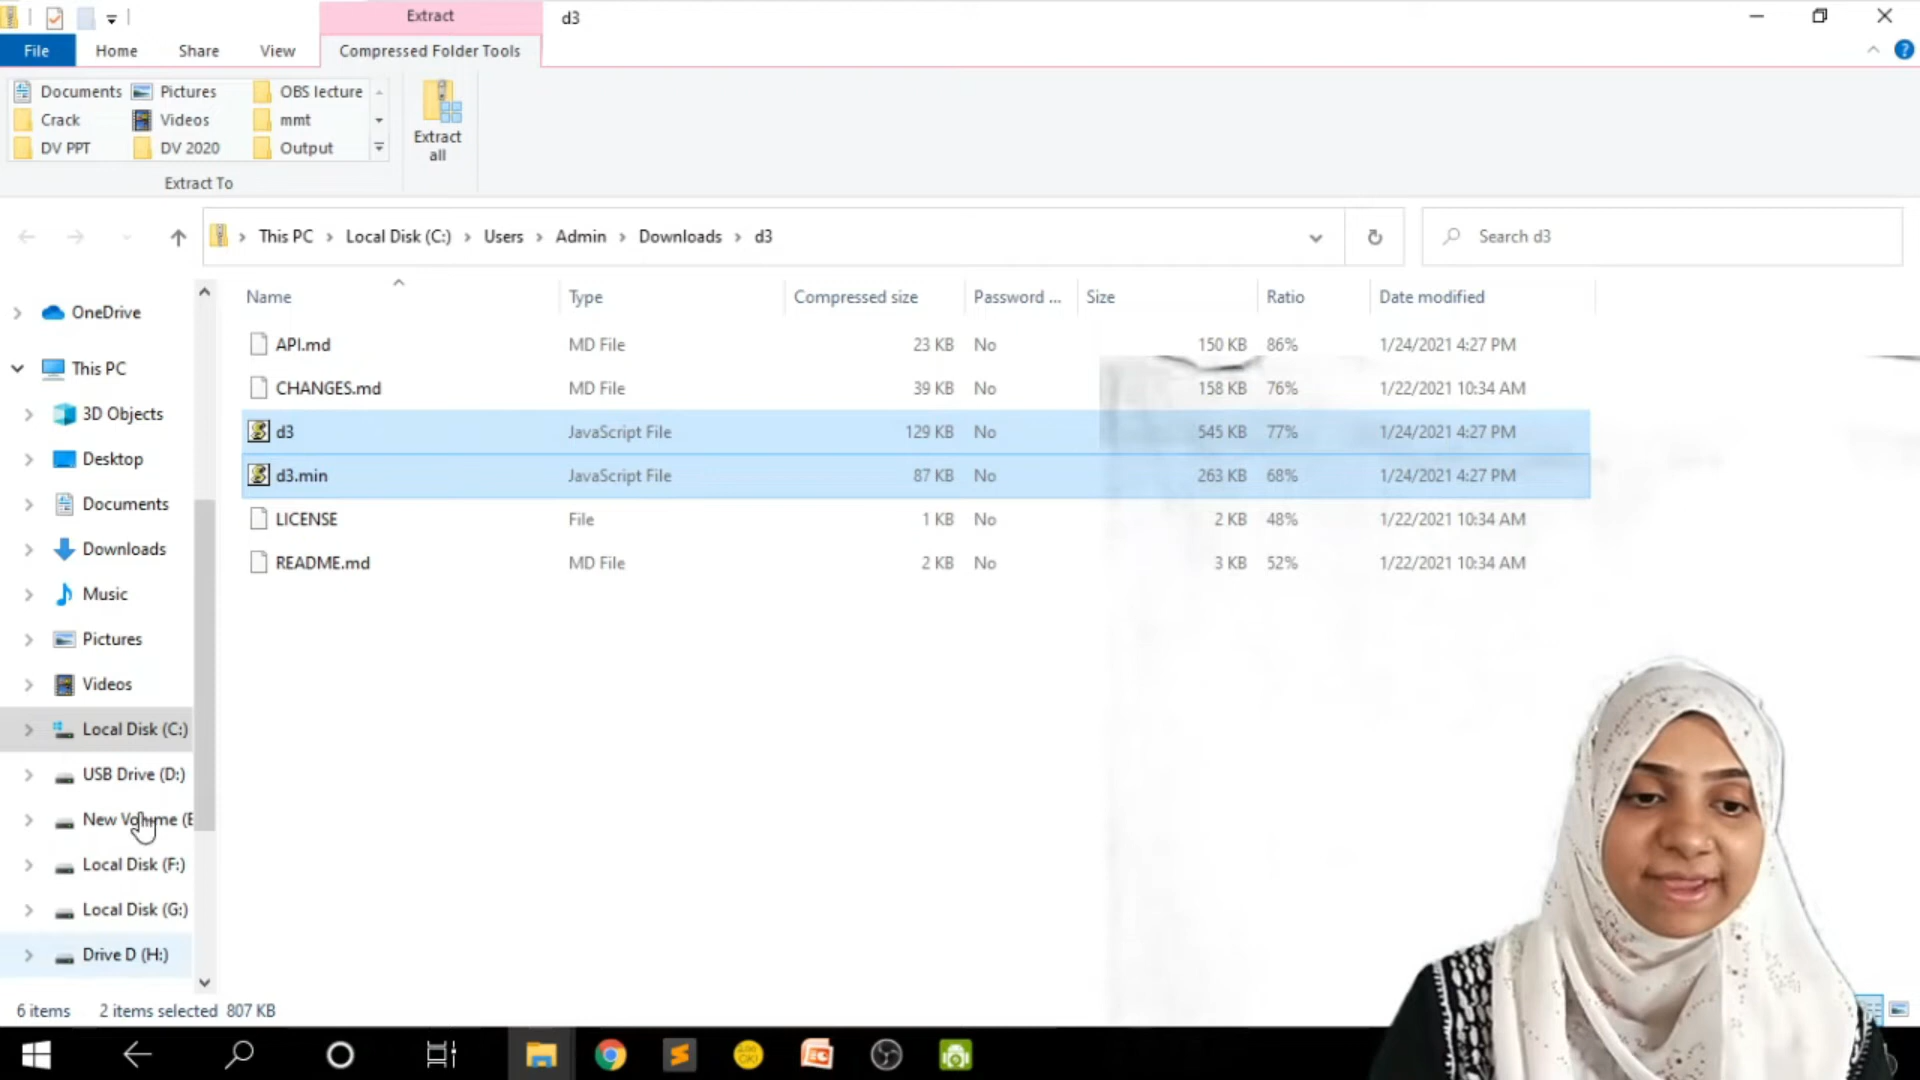 Extract
d3
File
Home
Share
View
Compressed Folder Tools
Documents
Pictures
OBS lecture
Crack
Videos
mmt
DV PPT
DV 2020
Output
Extract all
Extract To
This PC > Local Disk (C:) > Users > Admin > Downloads > d3
Search d3
Name Type Compressed size Password ... Size Ratio Date modified
API.md MD File 23 KB No 150 KB 86% 1/24/2021 4:27 PM
CHANGES.md MD File 39 KB No 158 KB 76% 1/22/2021 10:34 AM
d3 JavaScript File 129 KB No 545 KB 77% 1/24/2021 4:27 PM
d3.min JavaScript File 87 KB No 263 KB 68% 1/24/2021 4:27 PM
LICENSE File 1 KB No 2 KB 48% 1/22/2021 10:34 AM
README.md MD File 2 KB No 3 KB 52% 1/22/2021 10:34 AM
OneDrive
This PC
3D Objects
Desktop
Documents
Downloads
Music
Pictures
Videos
Local Disk (C:)
USB Drive (D:)
New Volume (E
Local Disk (F:)
Local Disk (G:)
Drive D (H:)
6 items 2 items selected 807 KB